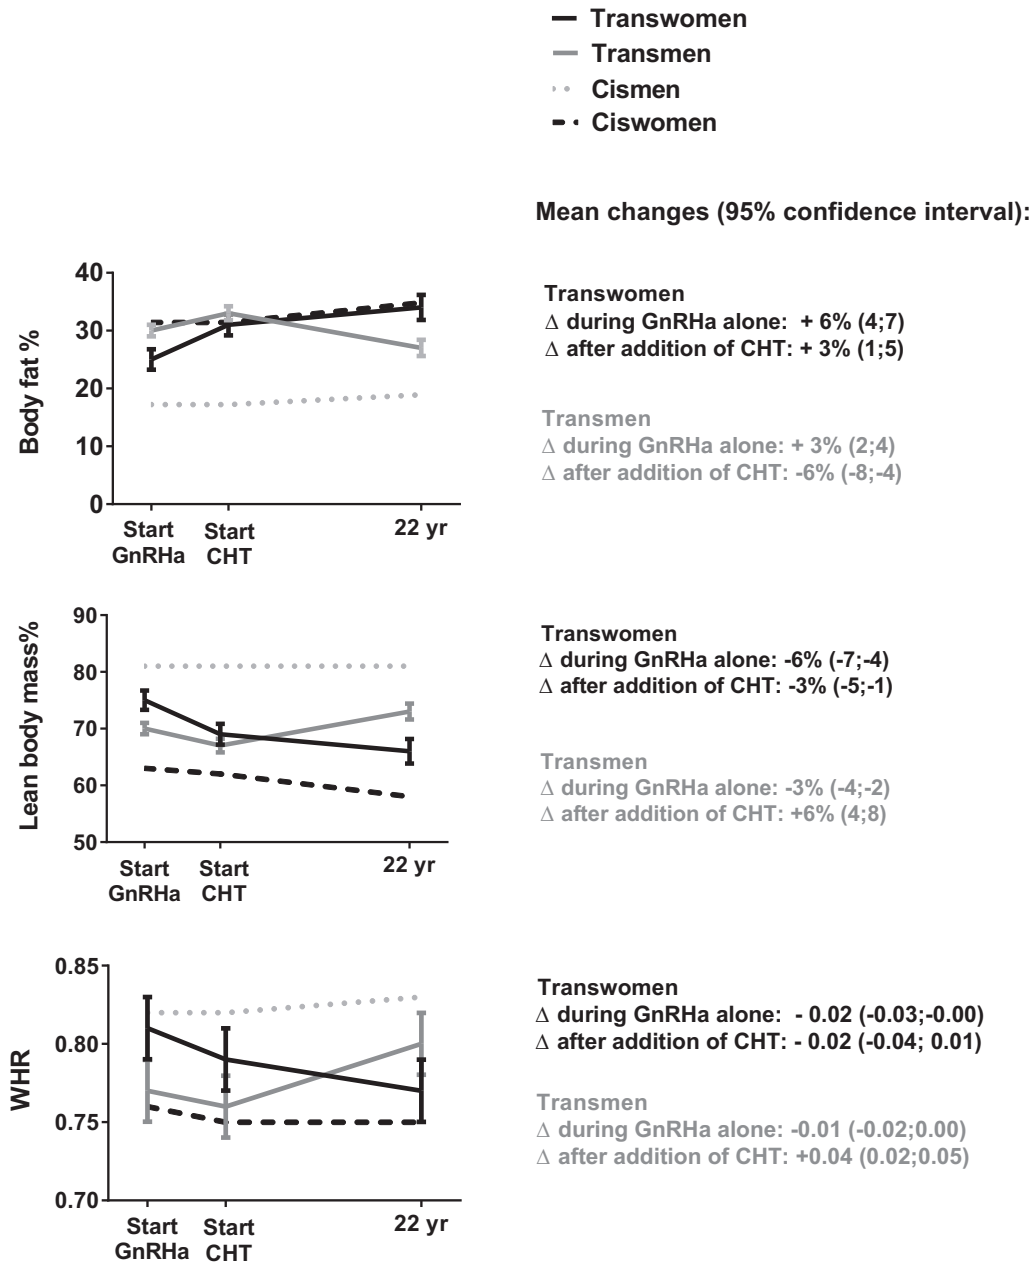 Transwomen
Transmen
Cismen
Ciswomen
Mean changes (95% confidence interval):
Body fat %
40
30
20
10
0
Start GnRHa
Start CHT
22 yr
Transwomen
Δ during GnRHa alone: + 6% (4;7)
Δ after addition of CHT: + 3% (1;5)
Transmen
Δ during GnRHa alone: + 3% (2;4)
Δ after addition of CHT: -6% (-8;-4)
Lean body mass%
90
80
70
60
50
Start GnRHa
Start CHT
22 yr
Transwomen
Δ during GnRHa alone: -6% (-7;-4)
Δ after addition of CHT: -3% (-5;-1)
Transmen
Δ during GnRHa alone: -3% (-4;-2)
Δ after addition of CHT: +6% (4;8)
WHR
0.85
0.80
0.75
0.70
Start GnRHa
Start CHT
22 yr
Transwomen
Δ during GnRHa alone: - 0.02 (-0.03;-0.00)
Δ after addition of CHT: - 0.02 (-0.04; 0.01)
Transmen
Δ during GnRHa alone: -0.01 (-0.02;0.00)
Δ after addition of CHT: +0.04 (0.02;0.05)